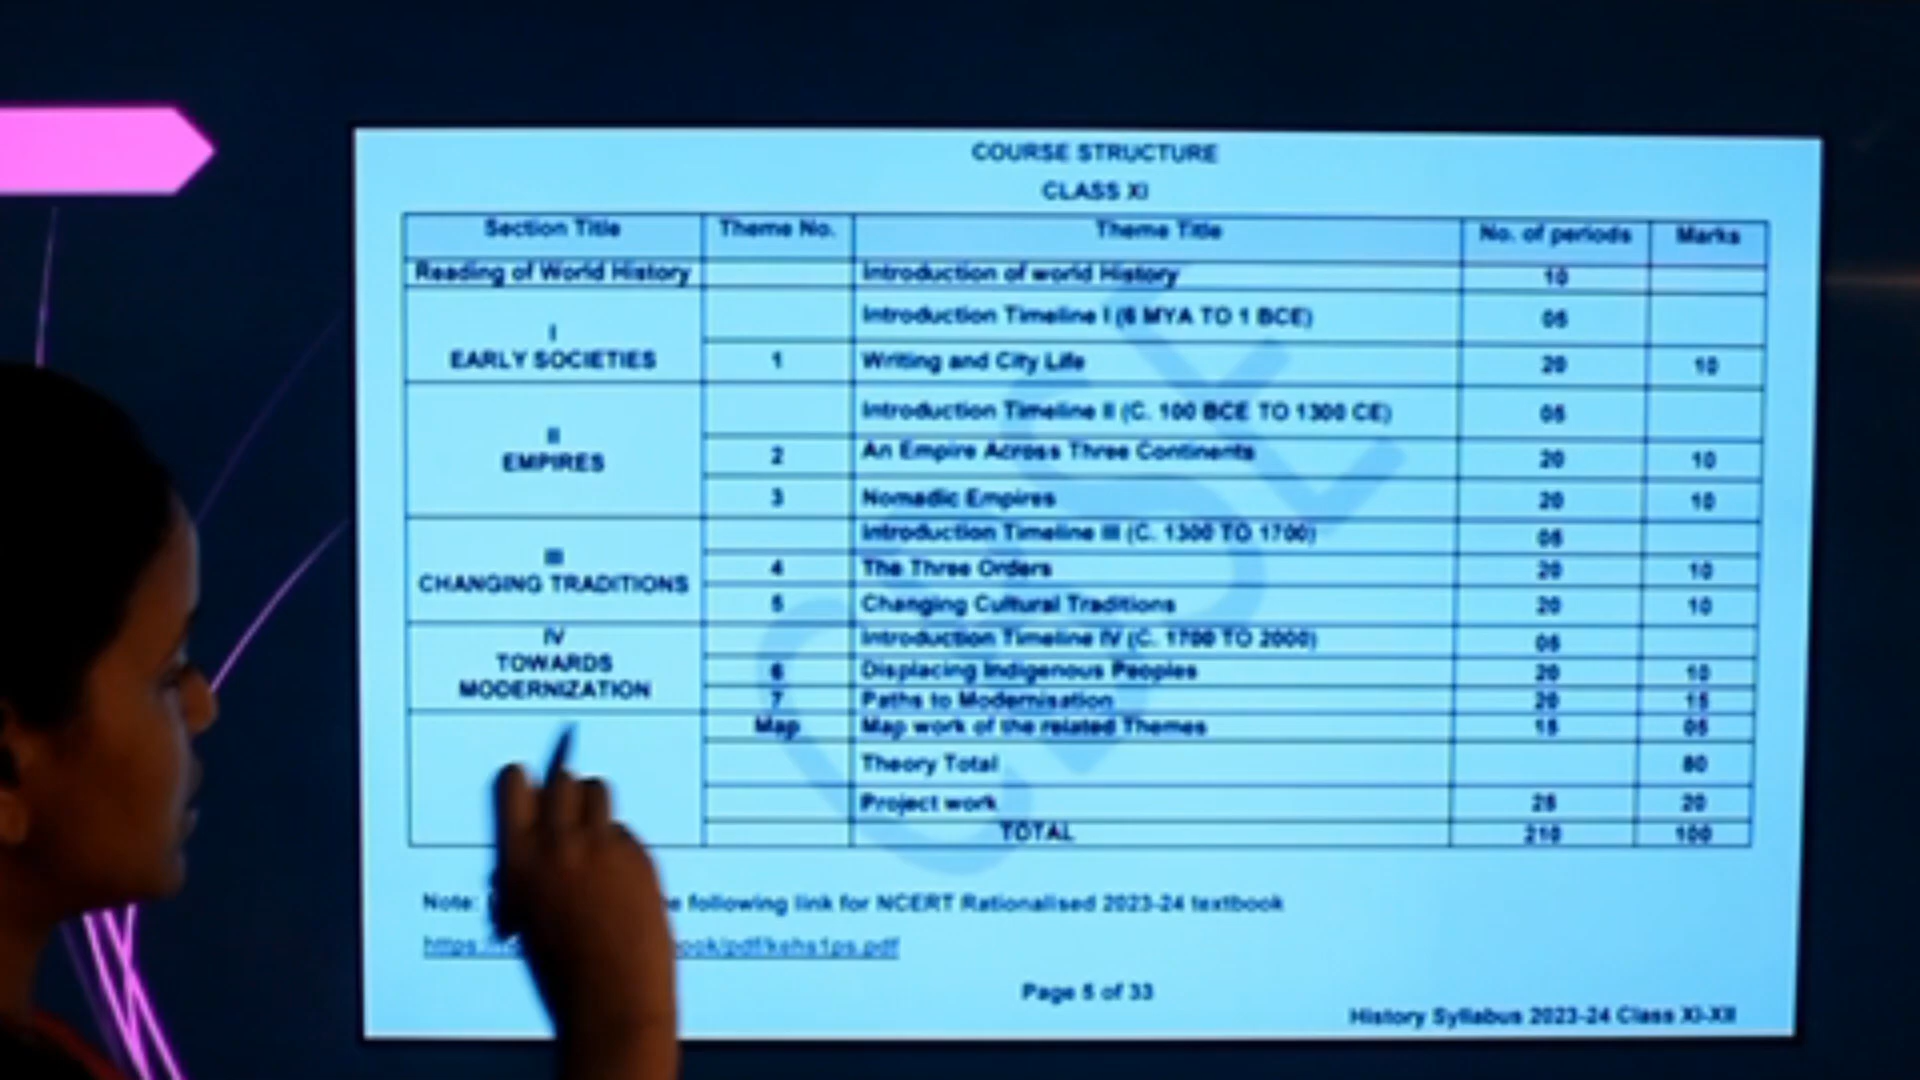 COURSE STRUCTURE
CLASS XI
Section Title Theme No. Theme Title No. of periods Marks
Reading of World History Introduction of world History 10
I
EARLY SOCIETIES
Introduction Timeline I (6 MYA TO 1 BCE) 05
1 Writing and City Life 20 10
II
EMPIRES
Introduction Timeline II (C. 100 BCE TO 1300 CE) 05
2 An Empire Across Three Continents 20 10
3 Nomadic Empires 20 10
III
CHANGING TRADITIONS
Introduction Timeline III (C. 1300 TO 1700) 05
4 The Three Orders 20 10
5 Changing Cultural Traditions 20 10
IV
TOWARDS
MODERNIZATION
Introduction Timeline IV (C. 1700 TO 2000) 05
6 Displacing Indigenous Peoples 20 10
7 Paths to Modernisation 20 15
Map Map work of the related Themes 15 05
Theory Total 80
Project work 25 20
TOTAL 210 100
Note: following link for NCERT Rationalised 2023-24 textbook
https:// ook/pdf/kehs1ps.pdf
Page 5 of 33
History Syllabus 2023-24 Class XI-XII
CBSE